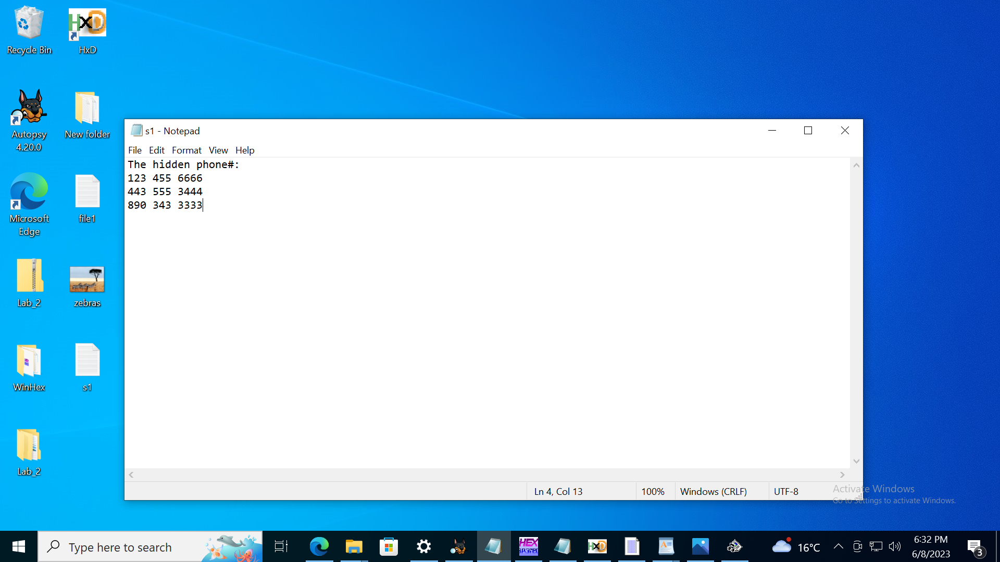 Recycle Bin
HxD
Autopsy
4.20.0
New folder
Microsoft
Edge
file1
Lab_2
zebras
WinHex
s1
Lab_2
s1 - Notepad
File Edit Format View Help
The hidden phone#:
123 455 6666
443 555 3444
890 343 3333
Ln 4, Col 13
100%
Windows (CRLF)
UTF-8
Activate Windows
Go to Settings to activate Windows.
Type here to search
HEX
HxD
16°C
6:32 PM
6/8/2023
3